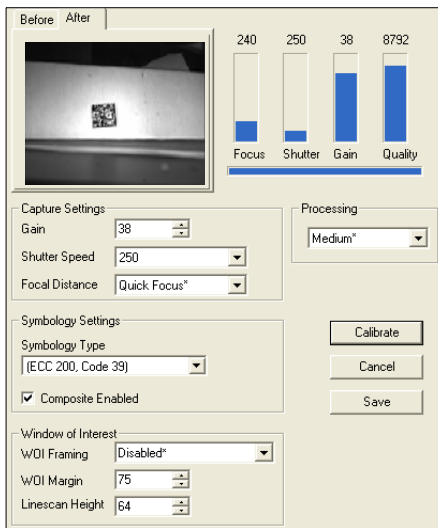 Before After
240 250 38 8792
Focus Shutter Gain Quality
Capture Settings
Gain 38
Shutter Speed 250
Focal Distance Quick Focus*
Processing
Medium*
Symbology Settings
Symbology Type
(ECC 200, Code 39)
Composite Enabled
Calibrate
Cancel
Save
Window of Interest
WOI Framing Disabled*
WOI Margin 75
Linescan Height 64